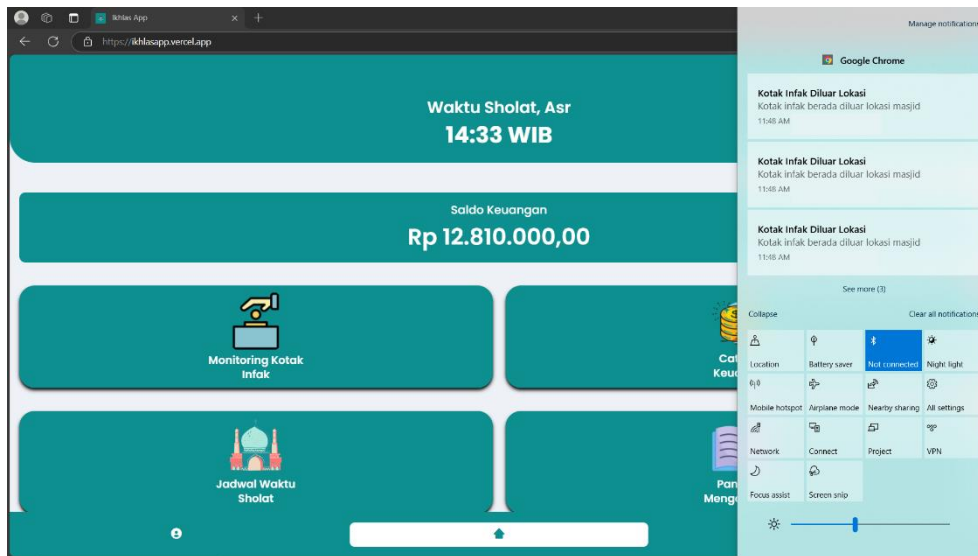 Ikhlas App
https://ikhlasapp.vercel.app
Waktu Sholat, Asr
14:33 WIB
Saldo Keuangan
Rp 12.810.000,00
Monitoring Kotak
Infak
Jadwal Waktu
Sholat
Manage notifications
Google Chrome
Kotak Infak Diluar Lokasi
Kotak infak berada diluar lokasi masjid
11:48 AM
Kotak Infak Diluar Lokasi
Kotak infak berada diluar lokasi masjid
11:48 AM
Kotak Infak Diluar Lokasi
Kotak infak berada diluar lokasi masjid
11:48 AM
See more (3)
Collapse
Clear all notifications
Location
Battery saver
Not connected
Night light
Mobile hotspot
Airplane mode
Nearby sharing
All settings
Network
Connect
Project
VPN
Focus assist
Screen snip